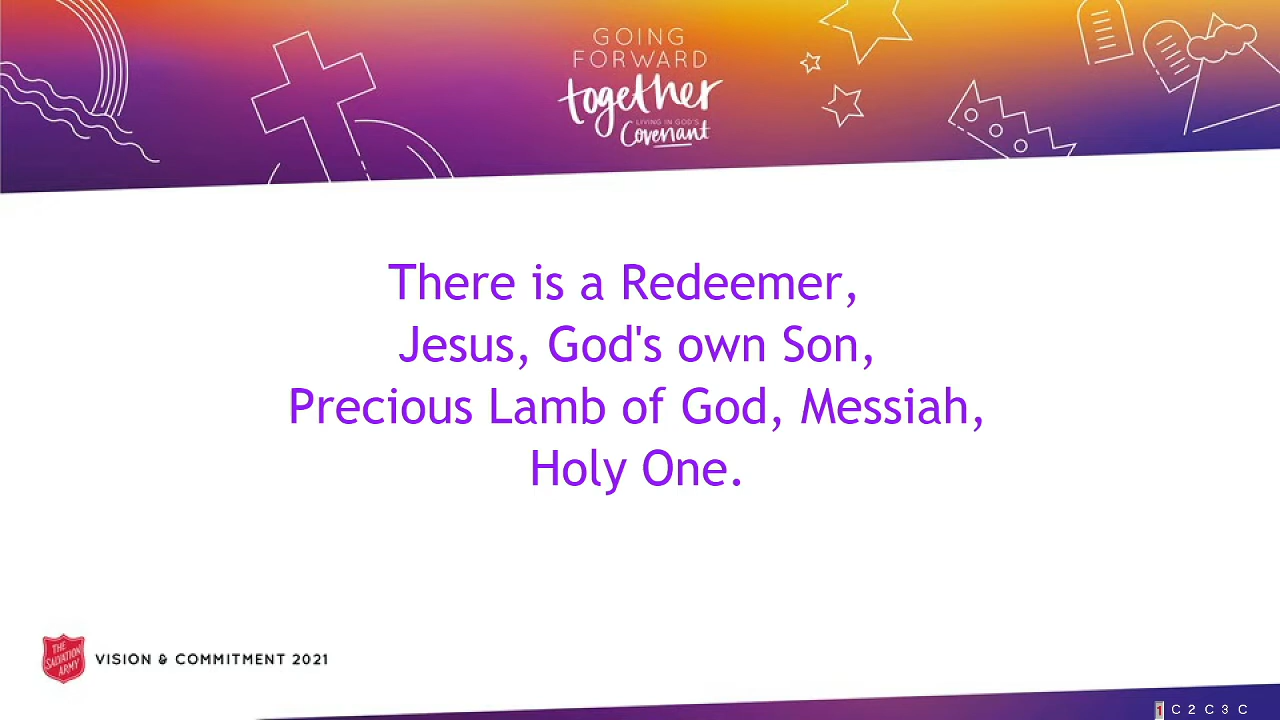 GOING
FORWARD
together
LIVING IN GOD'S
Covenant
There is a Redeemer,
Jesus, God's own Son,
Precious Lamb of God, Messiah,
Holy One.
THE
SALVATION
ARMY
VISION & COMMITMENT 2021
1 C 2 C 3 C